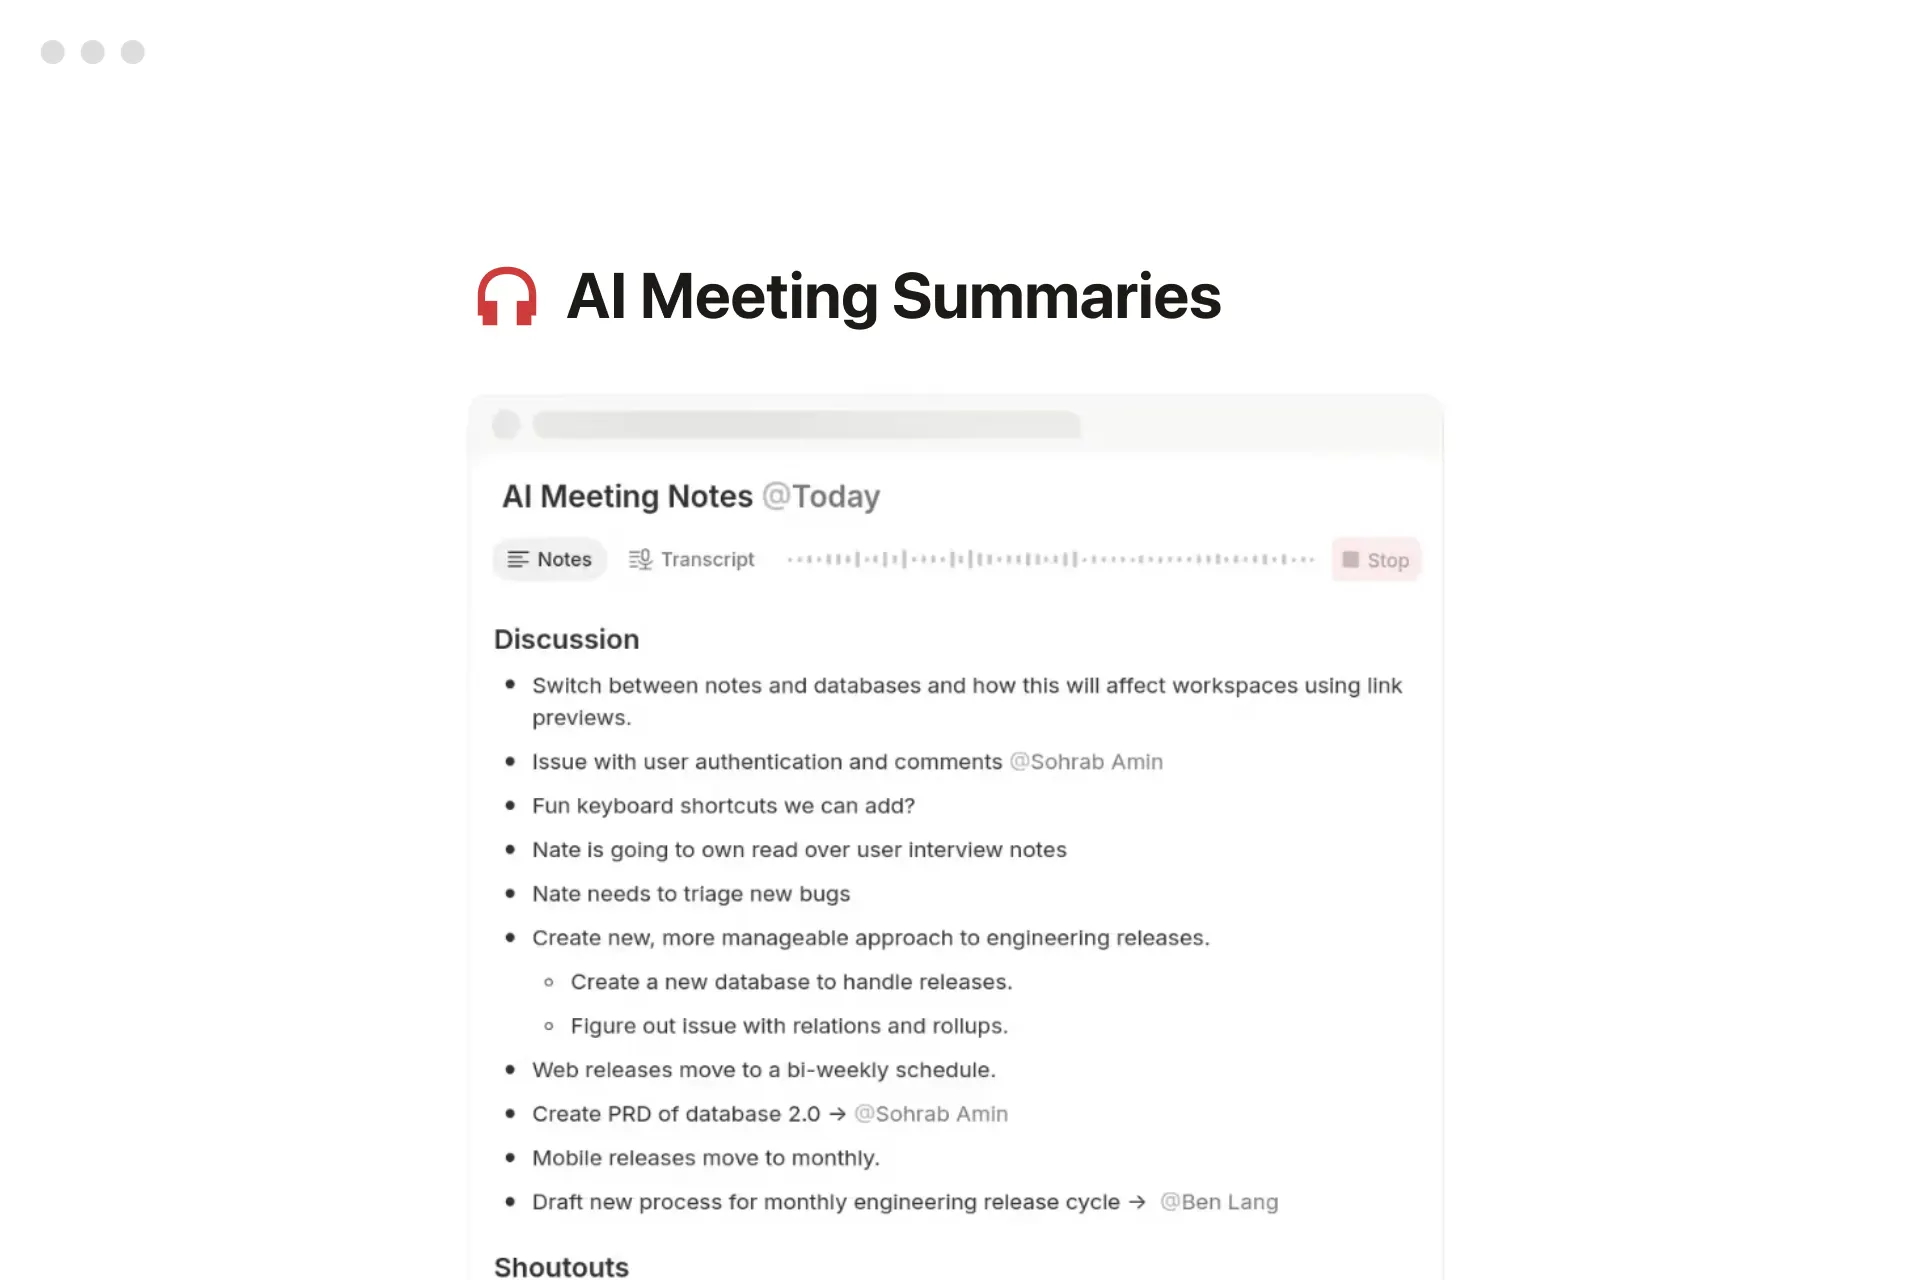 AI Meeting Summaries
AI Meeting Notes @Today
Notes
Transcript
Stop
Discussion
• Switch between notes and databases and how this will affect workspaces using link
previews.
• Issue with user authentication and comments @Sohrab Amin
• Fun keyboard shortcuts we can add?
• Nate is going to own read over user interview notes
• Nate needs to triage new bugs
• Create new, more manageable approach to engineering releases.
◦ Create a new database to handle releases.
◦ Figure out issue with relations and rollups.
• Web releases move to a bi-weekly schedule.
• Create PRD of database 2.0 → @Sohrab Amin
• Mobile releases move to monthly.
• Draft new process for monthly engineering release cycle → @Ben Lang
Shoutouts